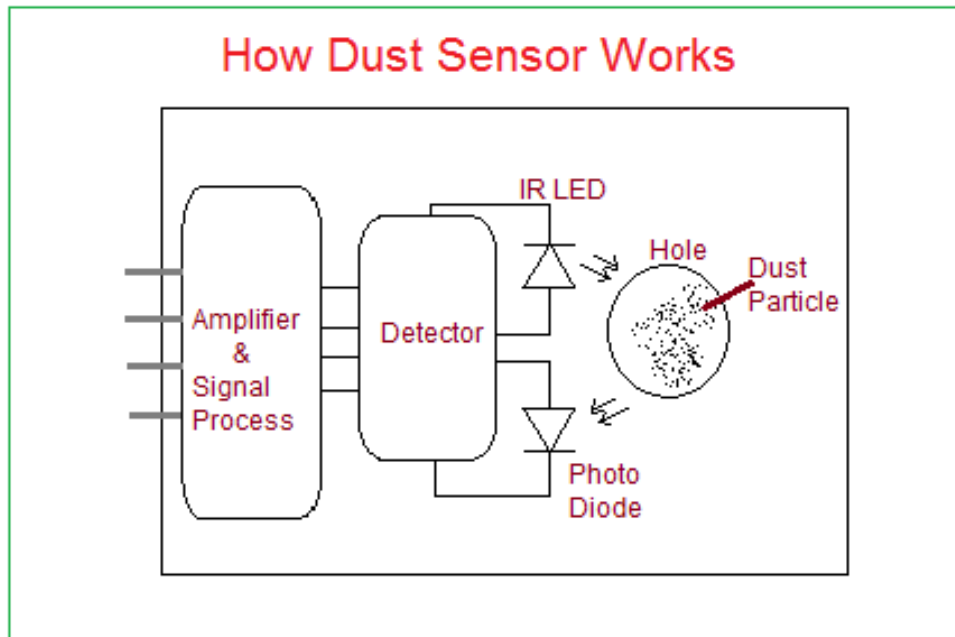 How Dust Sensor Works
IR LED
Hole
Dust
Particle
Amplifier
&
Signal
Process
Detector
Photo
Diode